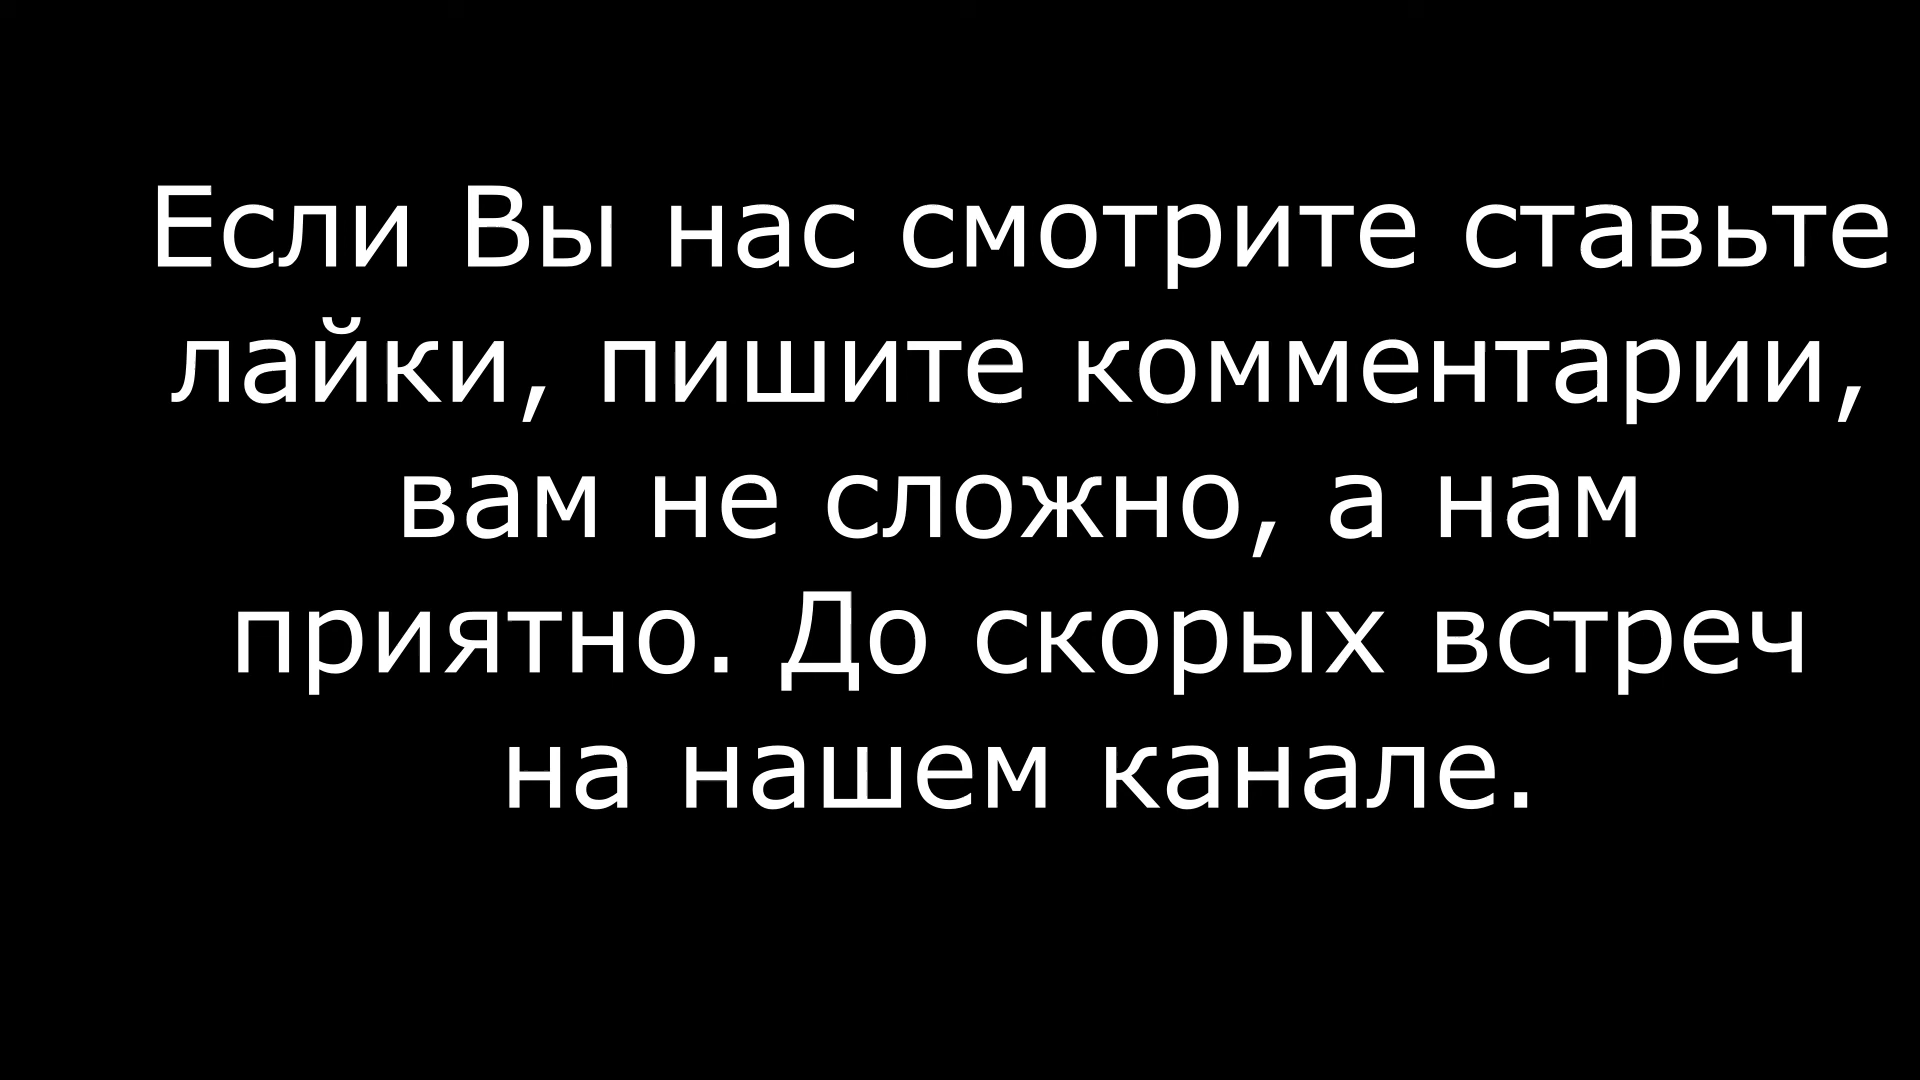 Если Вы нас смотрите ставьте
лайки, пишите комментарии,
вам не сложно, а нам
приятно. До скорых встреч
на нашем канале.